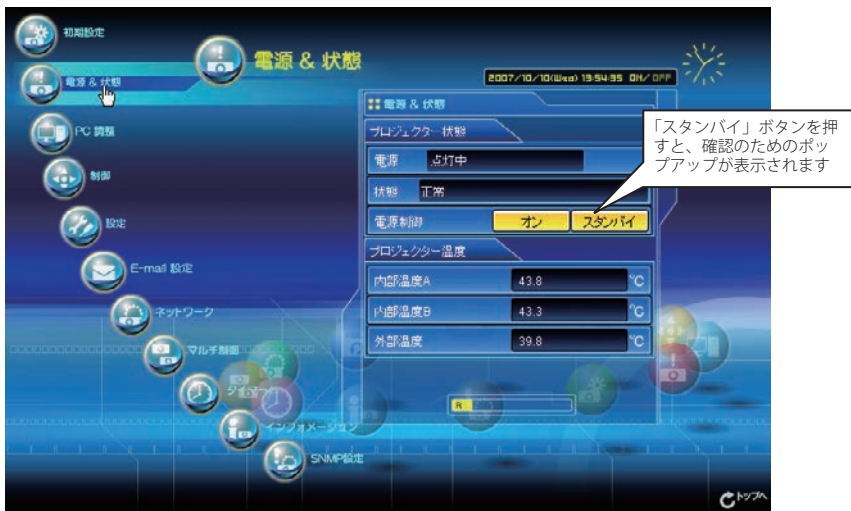 初期設定
電源 & 状態
電源 & 状態
2007/10/10(Wed) 19:54:35 OH/ OFF
電源 & 状態
PC 調整
プロジェクター状態
「スタンバイ」ボタンを押
すと、確認のためのポッ
プアップが表示されます
電源 点灯中
制御
状態 正常
設定
電源制御 オン スタンバイ
プロジェクター温度
E-mail 設定
内部温度A 43.8 °C
ネットワーク
内部温度B 43.3 °C
マルチ制御
外部温度 39.8 °C
タイマ
R
インフォメーション
SNMP設定
トップへ